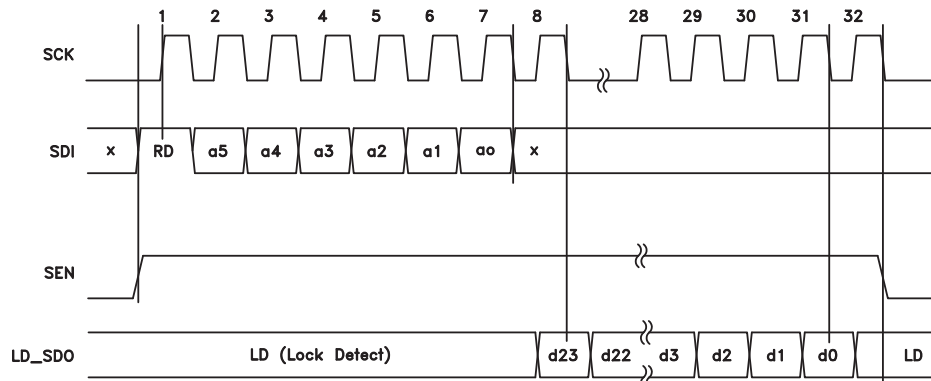 1 2 3 4 5 6 7 8 28 29 30 31 32
SCK
SDI x RD a5 a4 a3 a2 a1 ao x
SEN
LD_SDO LD (Lock Detect) d23 d22 d3 d2 d1 d0 LD